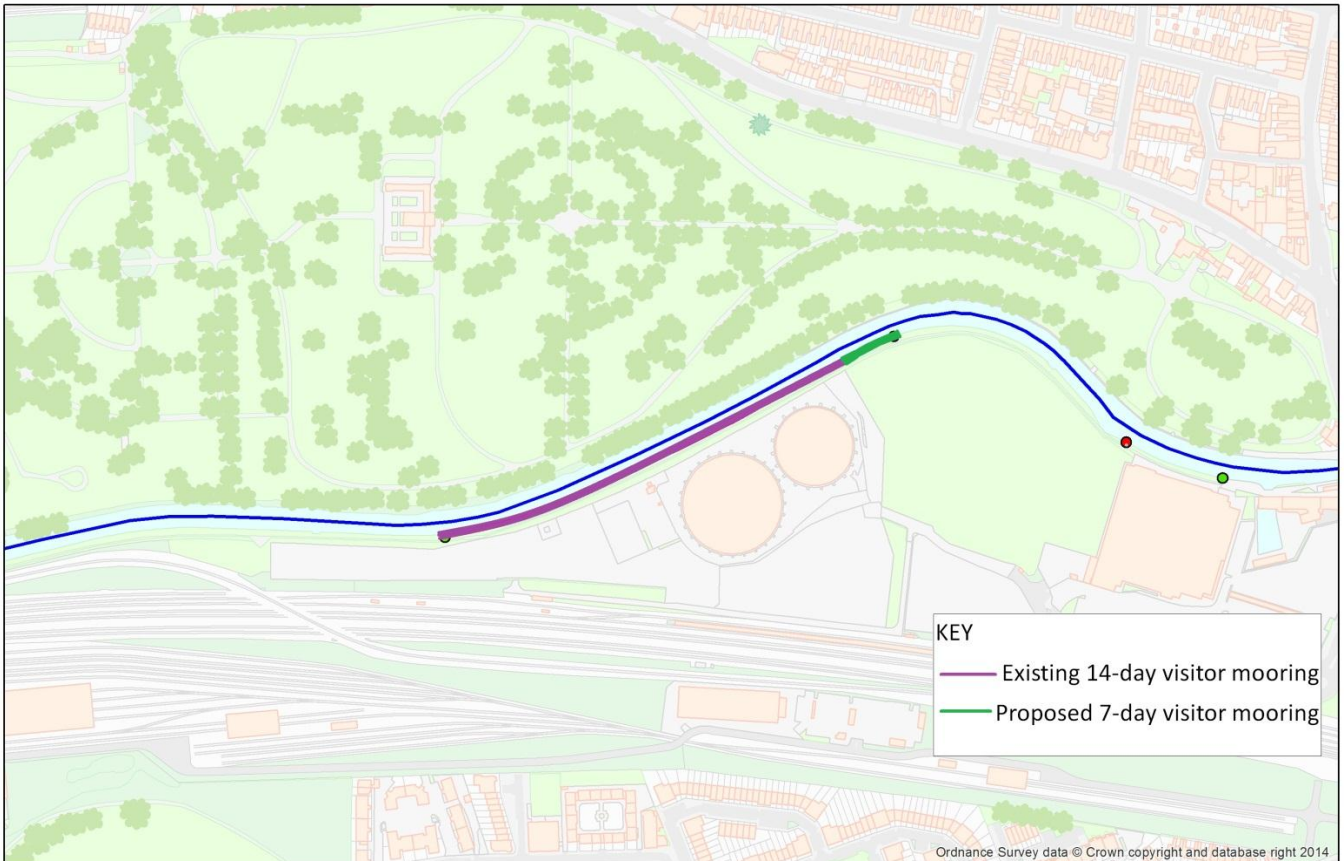 KEY
Existing 14-day visitor mooring
Proposed 7-day visitor mooring
Ordnance Survey data © Crown copyright and database right 2014